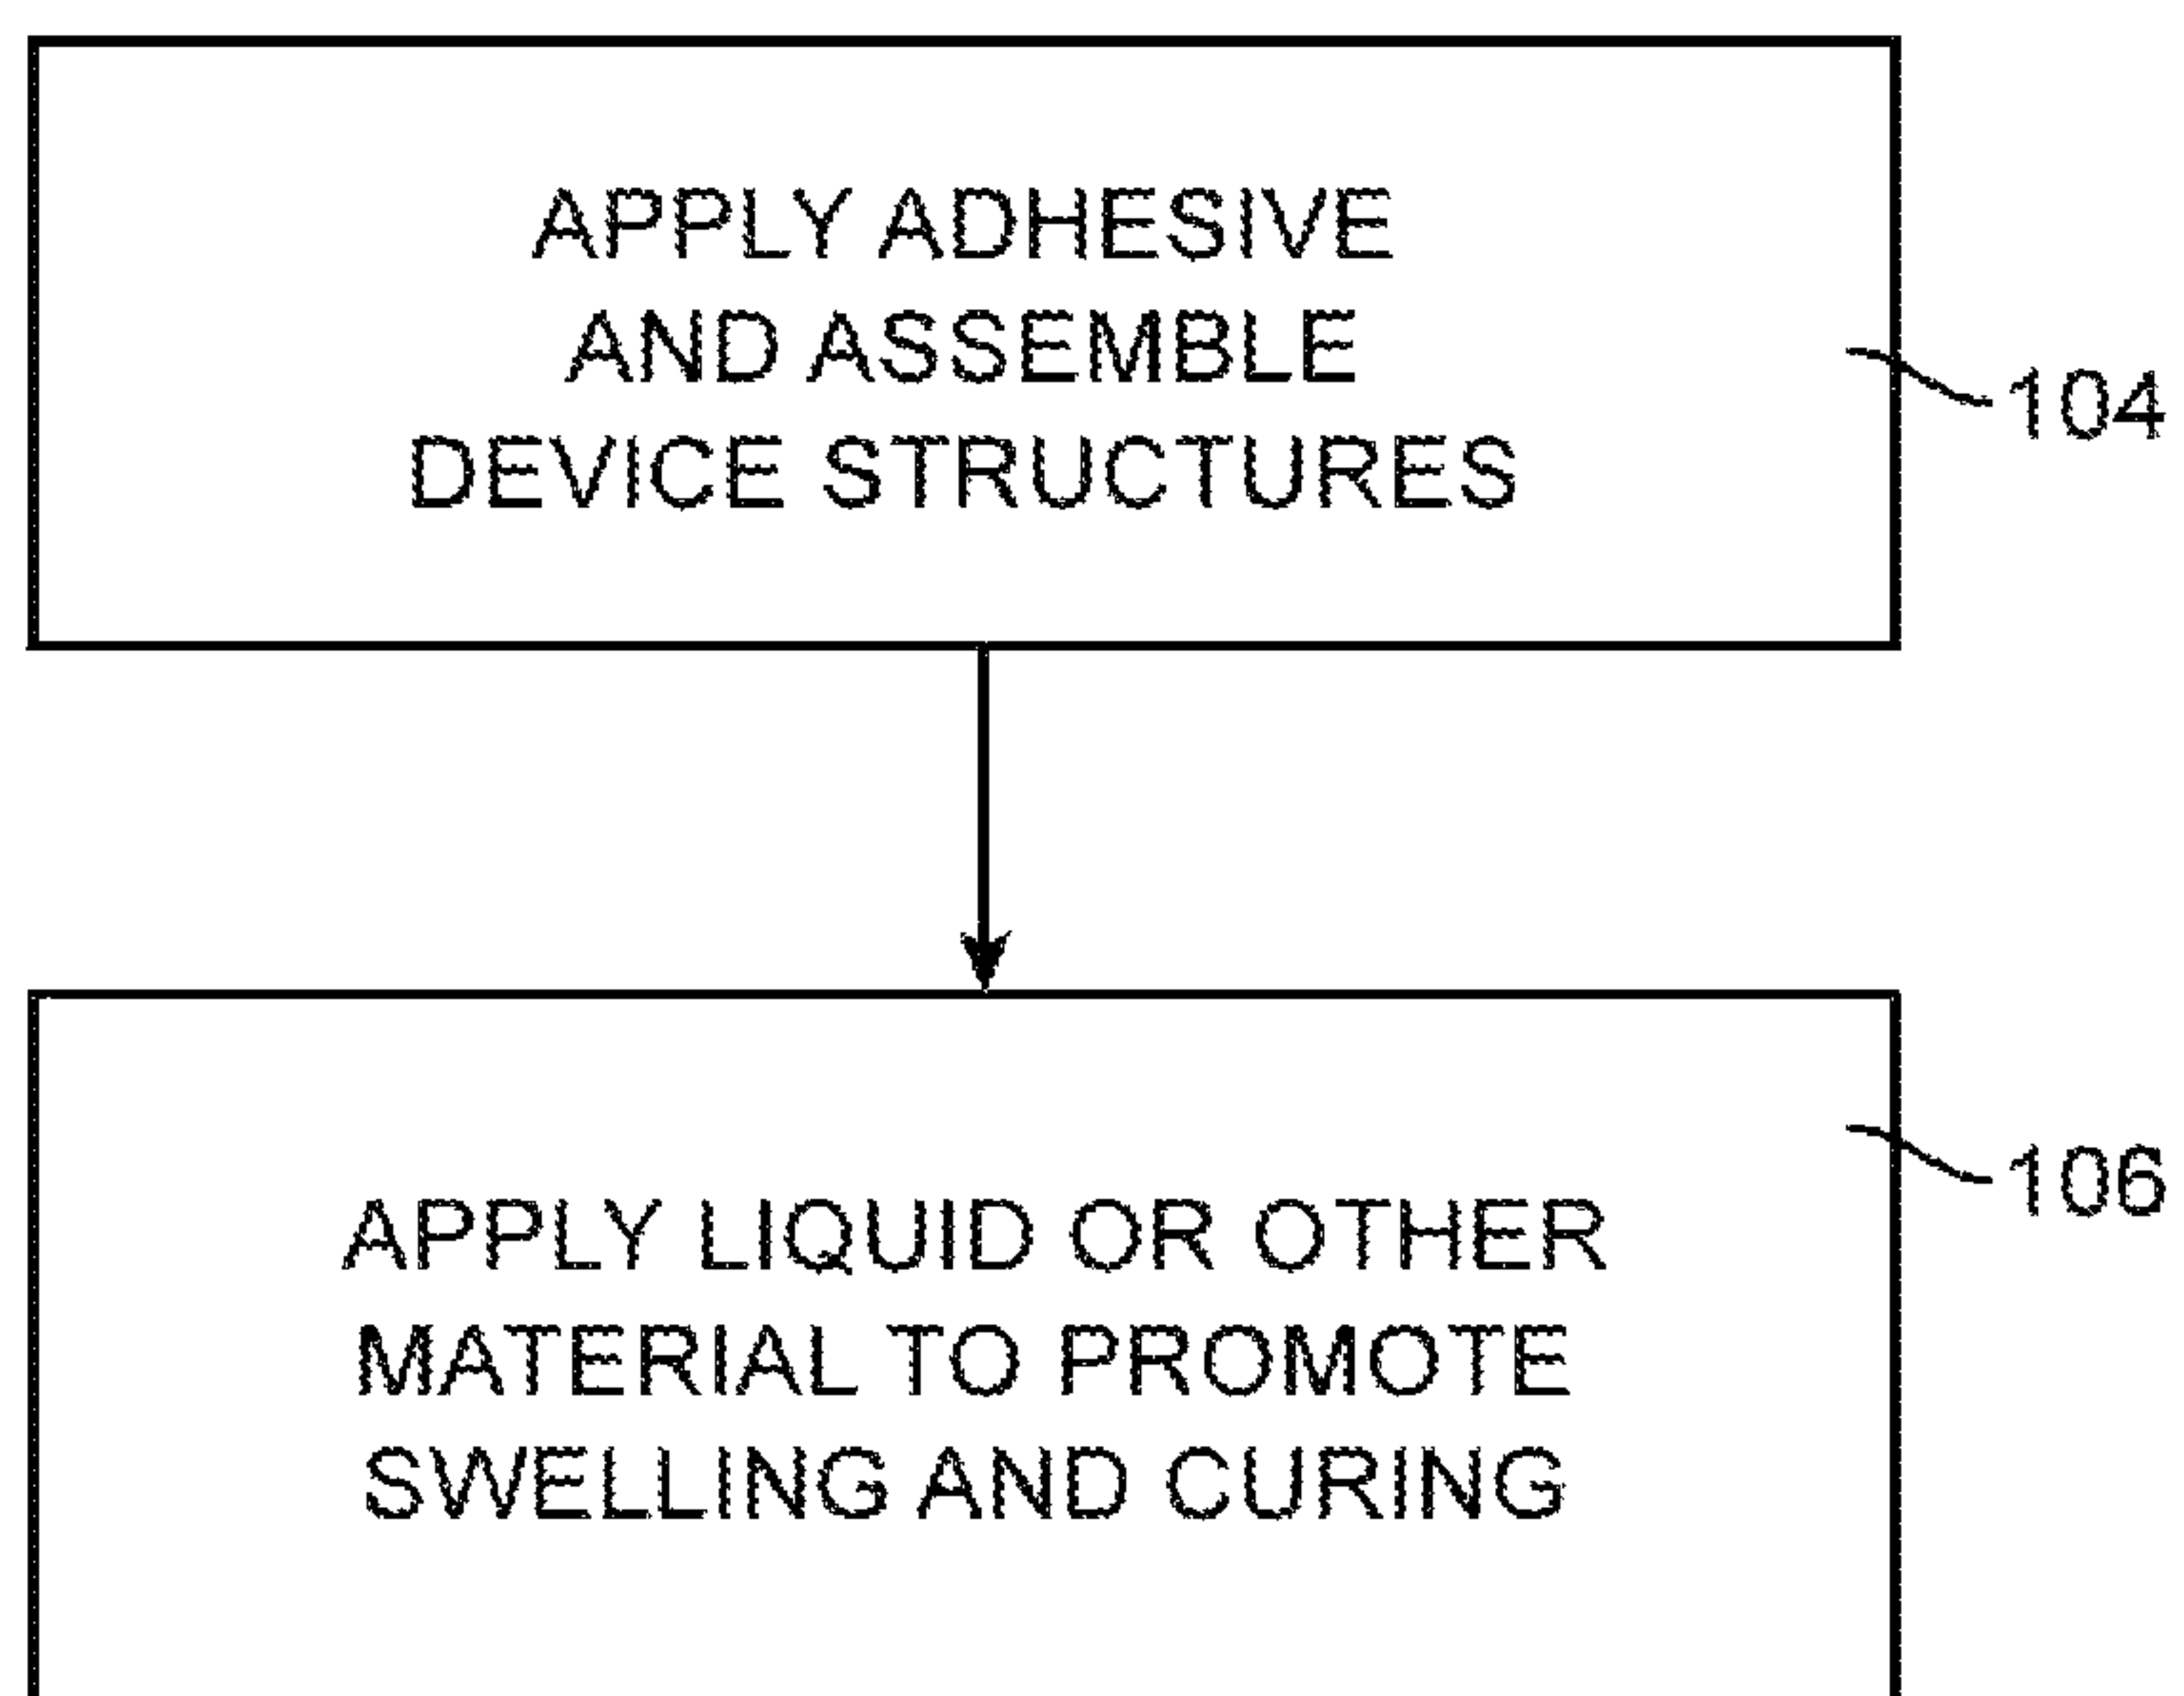 APPLY ADHESIVE
AND ASSEMBLE
DEVICE STRUCTURES
104
106
APPLY LIQUID OR OTHER
MATERIAL TO PROMOTE
SWELLING AND CURING